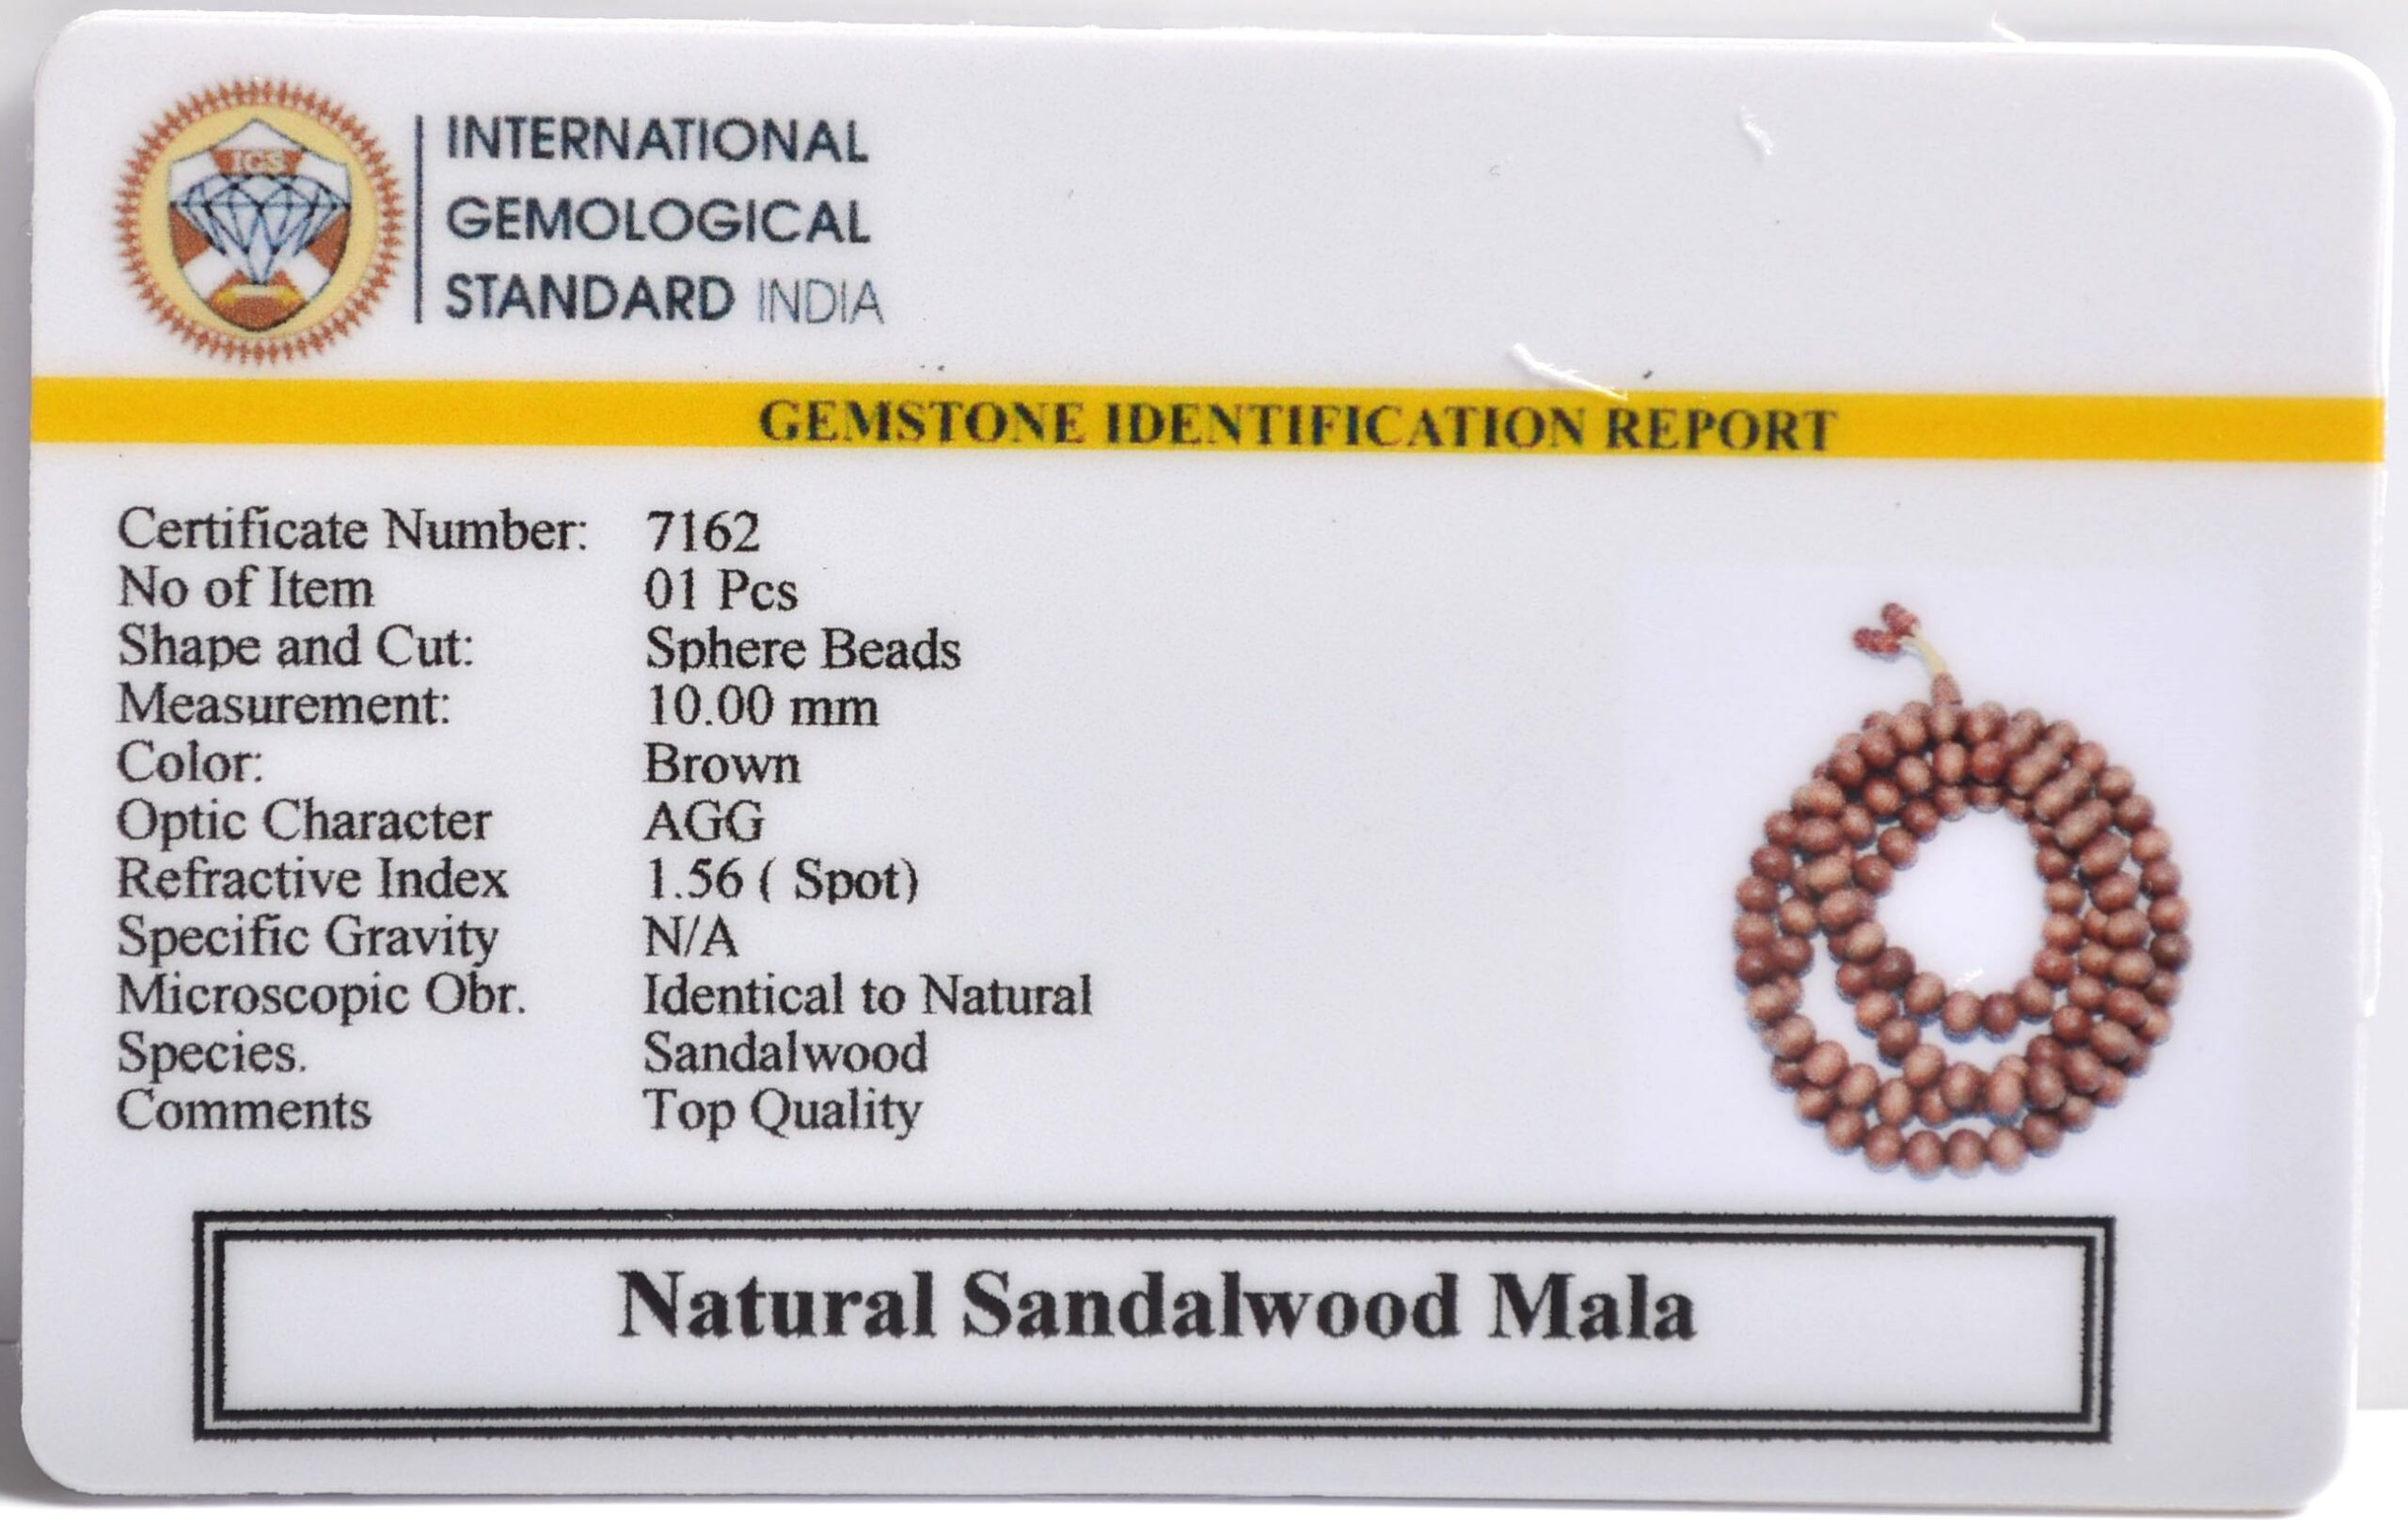 IGS
INTERNATIONAL
GEMOLOGICAL
STANDARD INDIA
GEMSTONE IDENTIFICATION REPORT
Certificate Number: 7162
No of Item 01 Pcs
Shape and Cut: Sphere Beads
Measurement: 10.00 mm
Color: Brown
Optic Character AGG
Refractive Index 1.56 ( Spot)
Specific Gravity N/A
Microscopic Obr. Identical to Natural
Species. Sandalwood
Comments Top Quality
Natural Sandalwood Mala